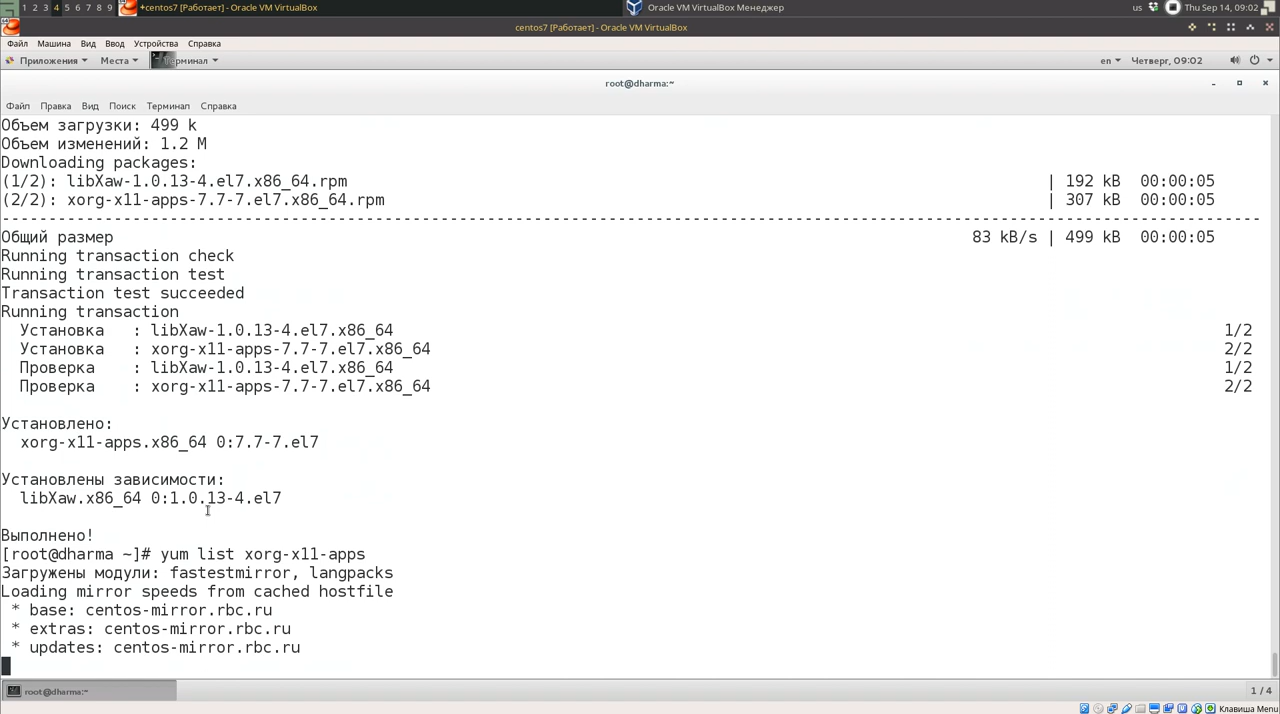 1 2 3 4 5 6 7 8 9 +centos7 [Работает] - Oracle VM VirtualBox Oracle VM VirtualBox Менеджер us Thu Sep 14, 09:02
centos7 [Работает] - Oracle VM VirtualBox
Файл Машина Вид Ввод Устройства Справка
Приложения Места Терминал en Четверг, 09:02
root@dharma:~
Файл Правка Вид Поиск Терминал Справка
Объем загрузки: 499 k
Объем изменений: 1.2 M
Downloading packages:
(1/2): libXaw-1.0.13-4.el7.x86_64.rpm | 192 kB 00:00:05
(2/2): xorg-x11-apps-7.7-7.el7.x86_64.rpm | 307 kB 00:00:05
--------------------------------------------------------------------------------
Общий размер 83 kB/s | 499 kB 00:00:05
Running transaction check
Running transaction test
Transaction test succeeded
Running transaction
Установка : libXaw-1.0.13-4.el7.x86_64 1/2
Установка : xorg-x11-apps-7.7-7.el7.x86_64 2/2
Проверка : libXaw-1.0.13-4.el7.x86_64 1/2
Проверка : xorg-x11-apps-7.7-7.el7.x86_64 2/2
Установлено:
xorg-x11-apps.x86_64 0:7.7-7.el7
Установлены зависимости:
libXaw.x86_64 0:1.0.13-4.el7
Выполнено!
[root@dharma ~]# yum list xorg-x11-apps
Загружены модули: fastestmirror, langpacks
Loading mirror speeds from cached hostfile
* base: centos-mirror.rbc.ru
* extras: centos-mirror.rbc.ru
* updates: centos-mirror.rbc.ru
root@dharma:~ 1 / 4
Клавиша Menu